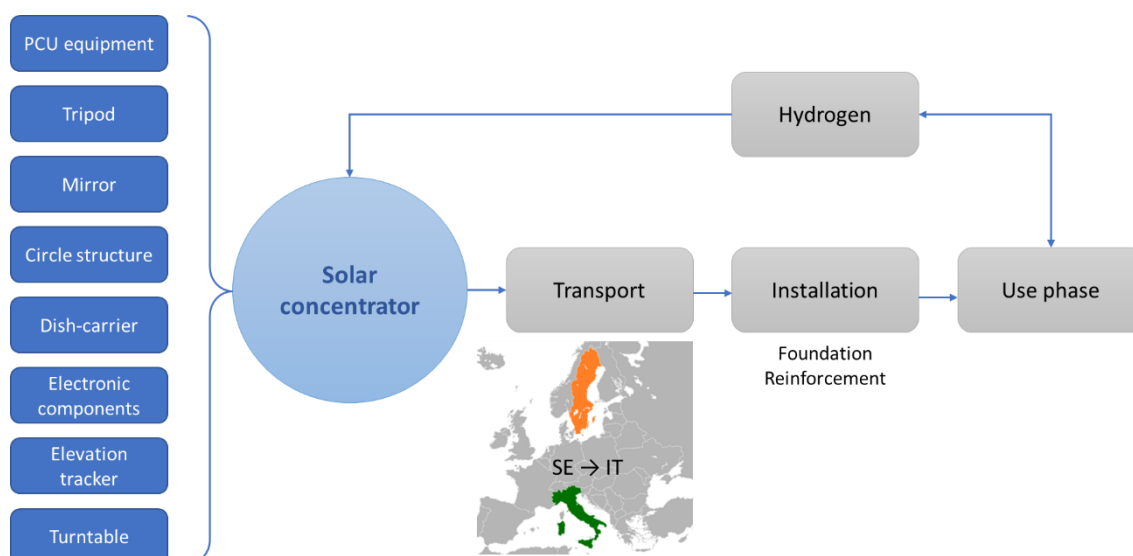 PCU equipment
Tripod
Mirror
Circle structure
Dish-carrier
Electronic
components
Elevation
tracker
Turntable
Solar
concentrator
Hydrogen
Transport
Installation
Use phase
Foundation
Reinforcement
SE → IT